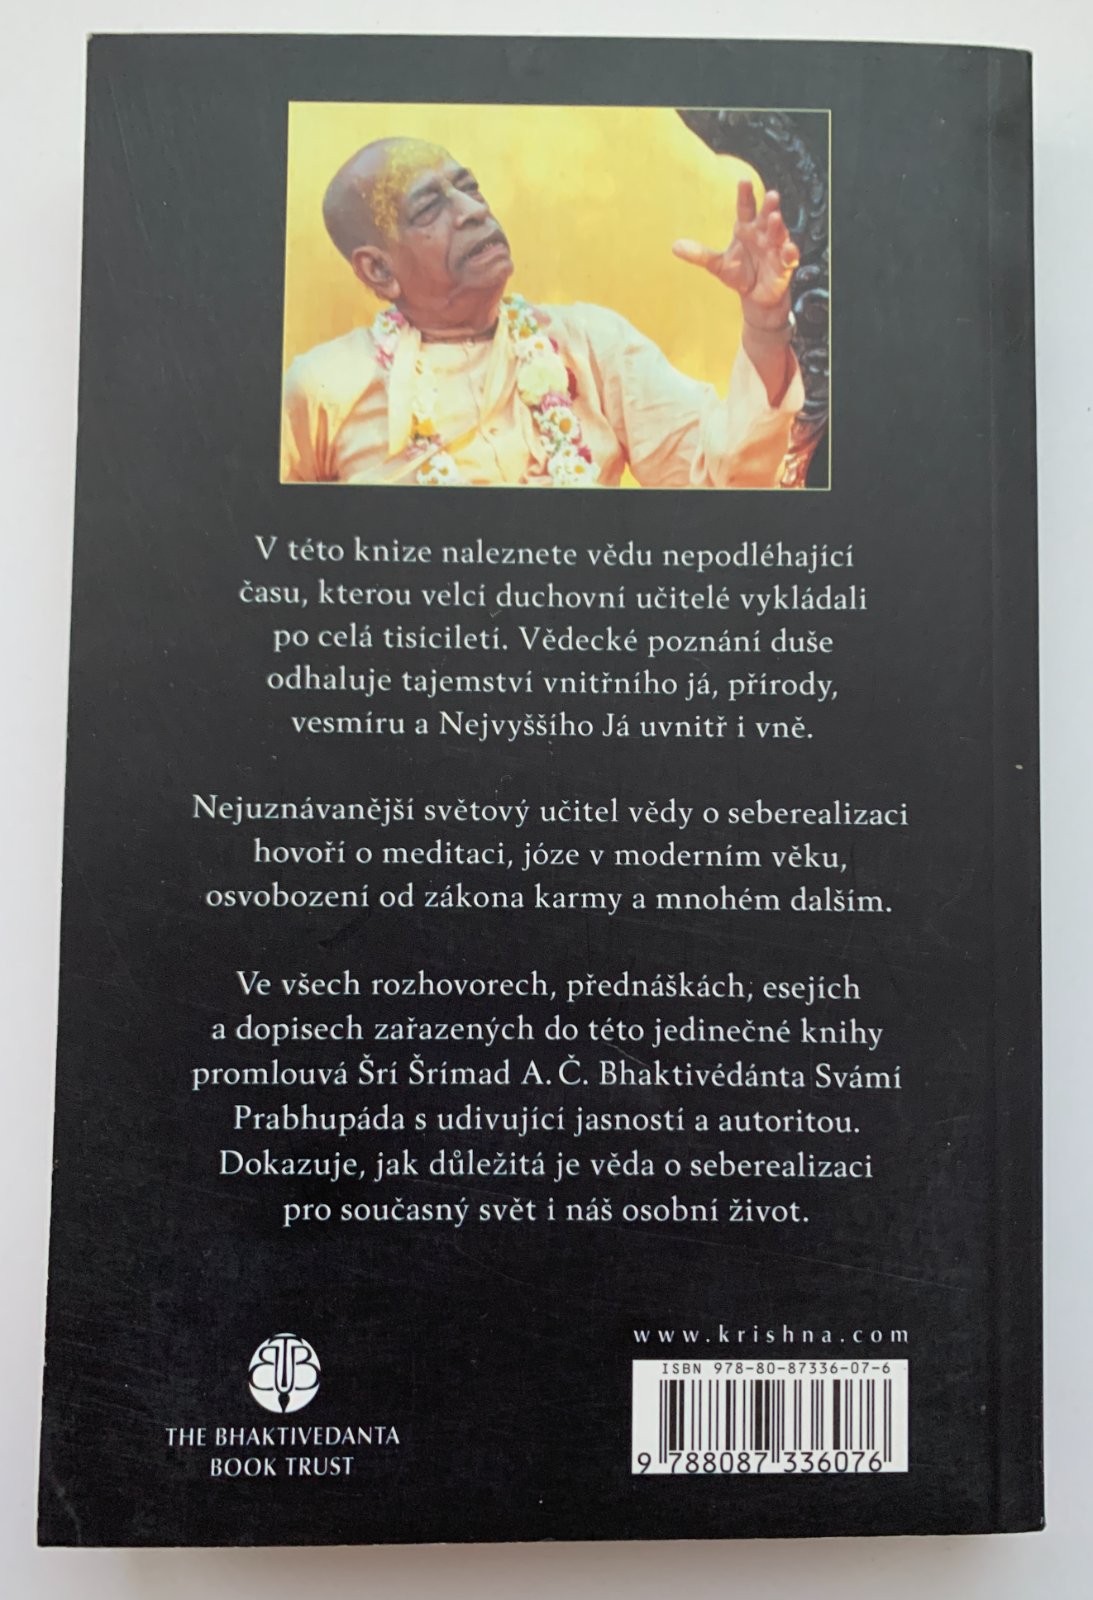 V této knize naleznete vědu nepodléhající
času, kterou velcí duchovní učitelé vykládali
po celá tisíciletí. Vědecké poznání duše
odhaluje tajemství vnitřního já, přírody,
vesmíru a Nejvyššího Já uvnitř i vně.
Nejuznávanější světový učitel vědy o seberealizaci
hovoří o meditaci, józe v moderním věku,
osvobození od zákona karmy a mnohém dalším.
Ve všech rozhovorech, přednáškách, esejích
a dopisech zařazených do této jedinečné knihy
promlouvá Šrí Šrímad A. Č. Bhaktivédánta Svámí
Prabhupáda s udivující jasností a autoritou.
Dokazuje, jak důležitá je věda o seberealizaci
pro současný svět i náš osobní život.
BTB
THE BHAKTIVEDANTA
BOOK TRUST
www.krishna.com
ISBN 978-80-87336-07-6
9 788087 336076